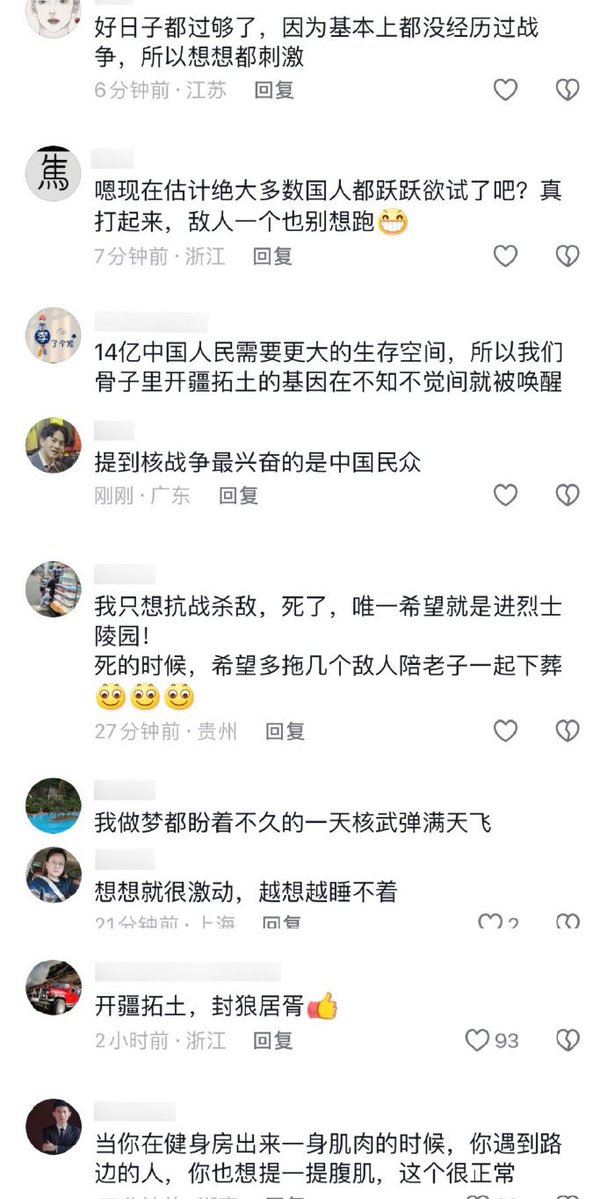 好日子都过够了，因为基本上都没经历过战
争，所以想想都刺激
6分钟前·江苏 回复
嗯现在估计绝大多数国人都跃跃欲试了吧？真
打起来，敌人一个也别想跑
7分钟前·浙江 回复
14亿中国人民需要更大的生存空间，所以我们
骨子里开疆拓土的基因在不知不觉间就被唤醒
提到核战争最兴奋的是中国民众
刚刚·广东 回复
我只想抗战杀敌，死了，唯一希望就是进烈士
陵园！
死的时候，希望多拖几个敌人陪老子一起下葬
27分钟前·贵州 回复
我做梦都盼着不久的一天核武弹满天飞
想想就很激动，越想越睡不着
21分钟前·上海 回复 2
开疆拓土，封狼居胥
2小时前·浙江 回复 93
当你在健身房出来一身肌肉的时候，你遇到路
边的人，你也想提一提腹肌，这个很正常